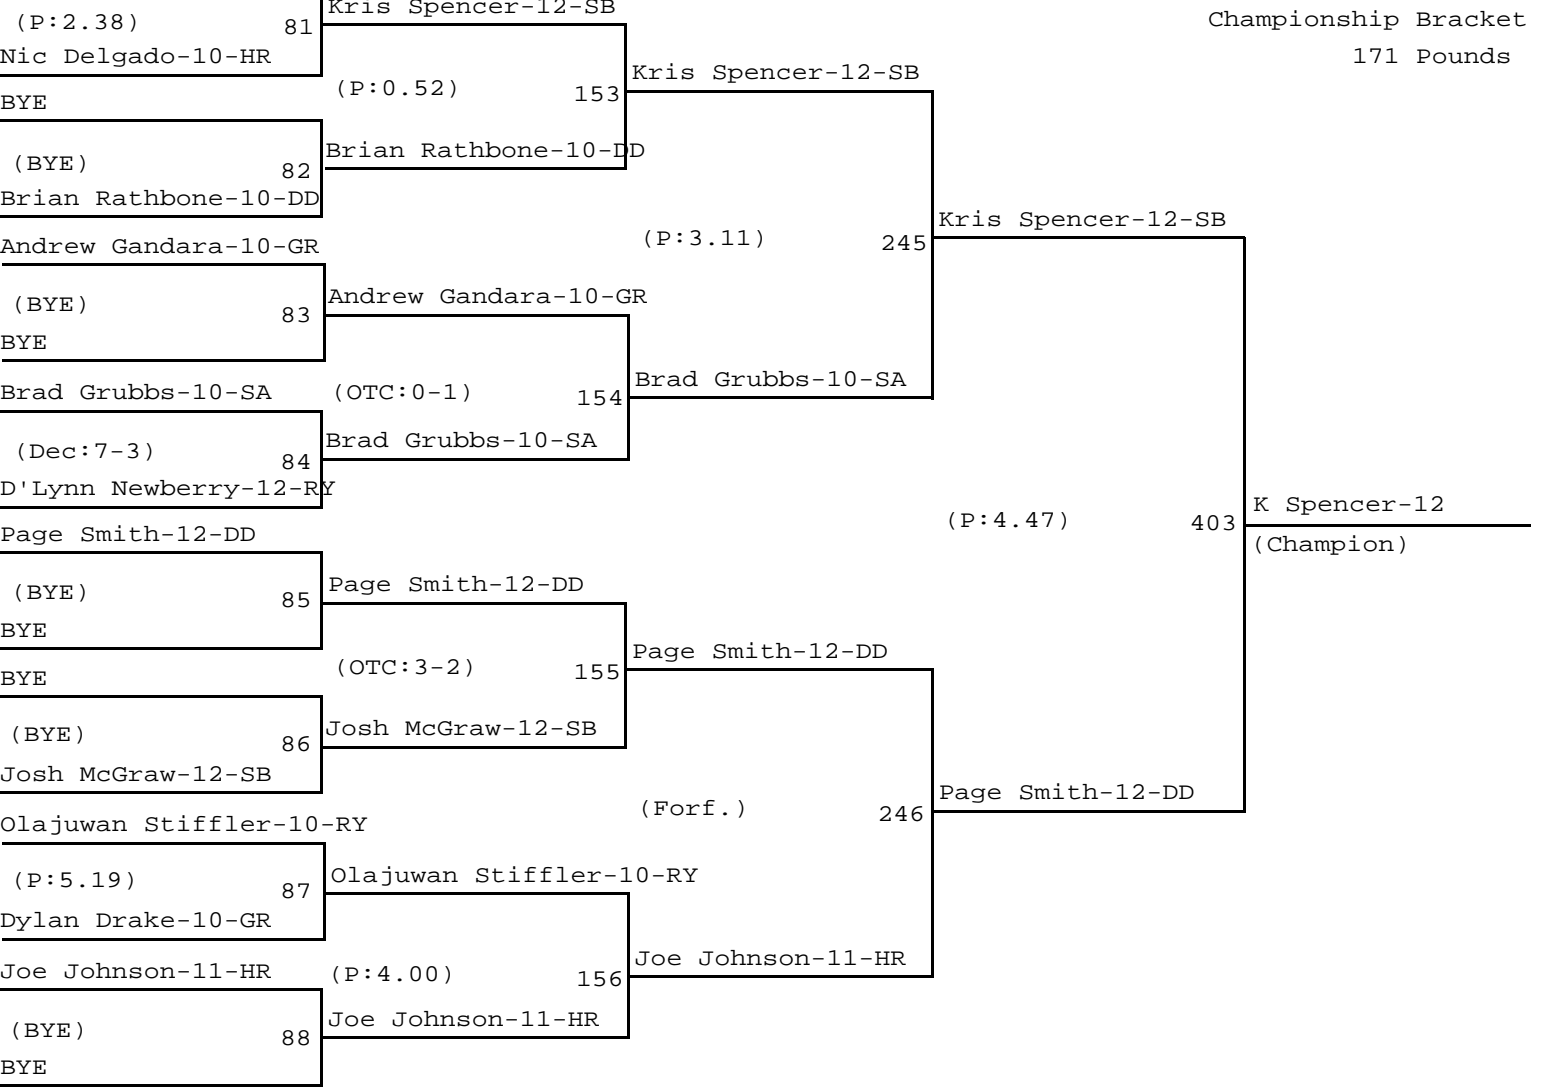 Kris Spencer-12-SB
Championship Bracket
171 Pounds
(P:2.38)
81
Nic Delgado-10-HR
(P:0.52)
153
Kris Spencer-12-SB
BYE
(BYE)
82
Brian Rathbone-10-DD
Brian Rathbone-10-DD
(P:3.11)
245
Kris Spencer-12-SB
Andrew Gandara-10-GR
(BYE)
83
Andrew Gandara-10-GR
BYE
Brad Grubbs-10-SA
(OTC:0-1)
154
Brad Grubbs-10-SA
(Dec:7-3)
84
Brad Grubbs-10-SA
D'Lynn Newberry-12-RY
(P:4.47)
403
K Spencer-12
(Champion)
Page Smith-12-DD
(BYE)
85
Page Smith-12-DD
BYE
(OTC:3-2)
155
Page Smith-12-DD
BYE
(BYE)
86
Josh McGraw-12-SB
Josh McGraw-12-SB
(Forf.)
246
Page Smith-12-DD
Olajuwan Stiffler-10-RY
(P:5.19)
87
Olajuwan Stiffler-10-RY
Dylan Drake-10-GR
Joe Johnson-11-HR
(P:4.00)
156
Joe Johnson-11-HR
(BYE)
88
Joe Johnson-11-HR
BYE